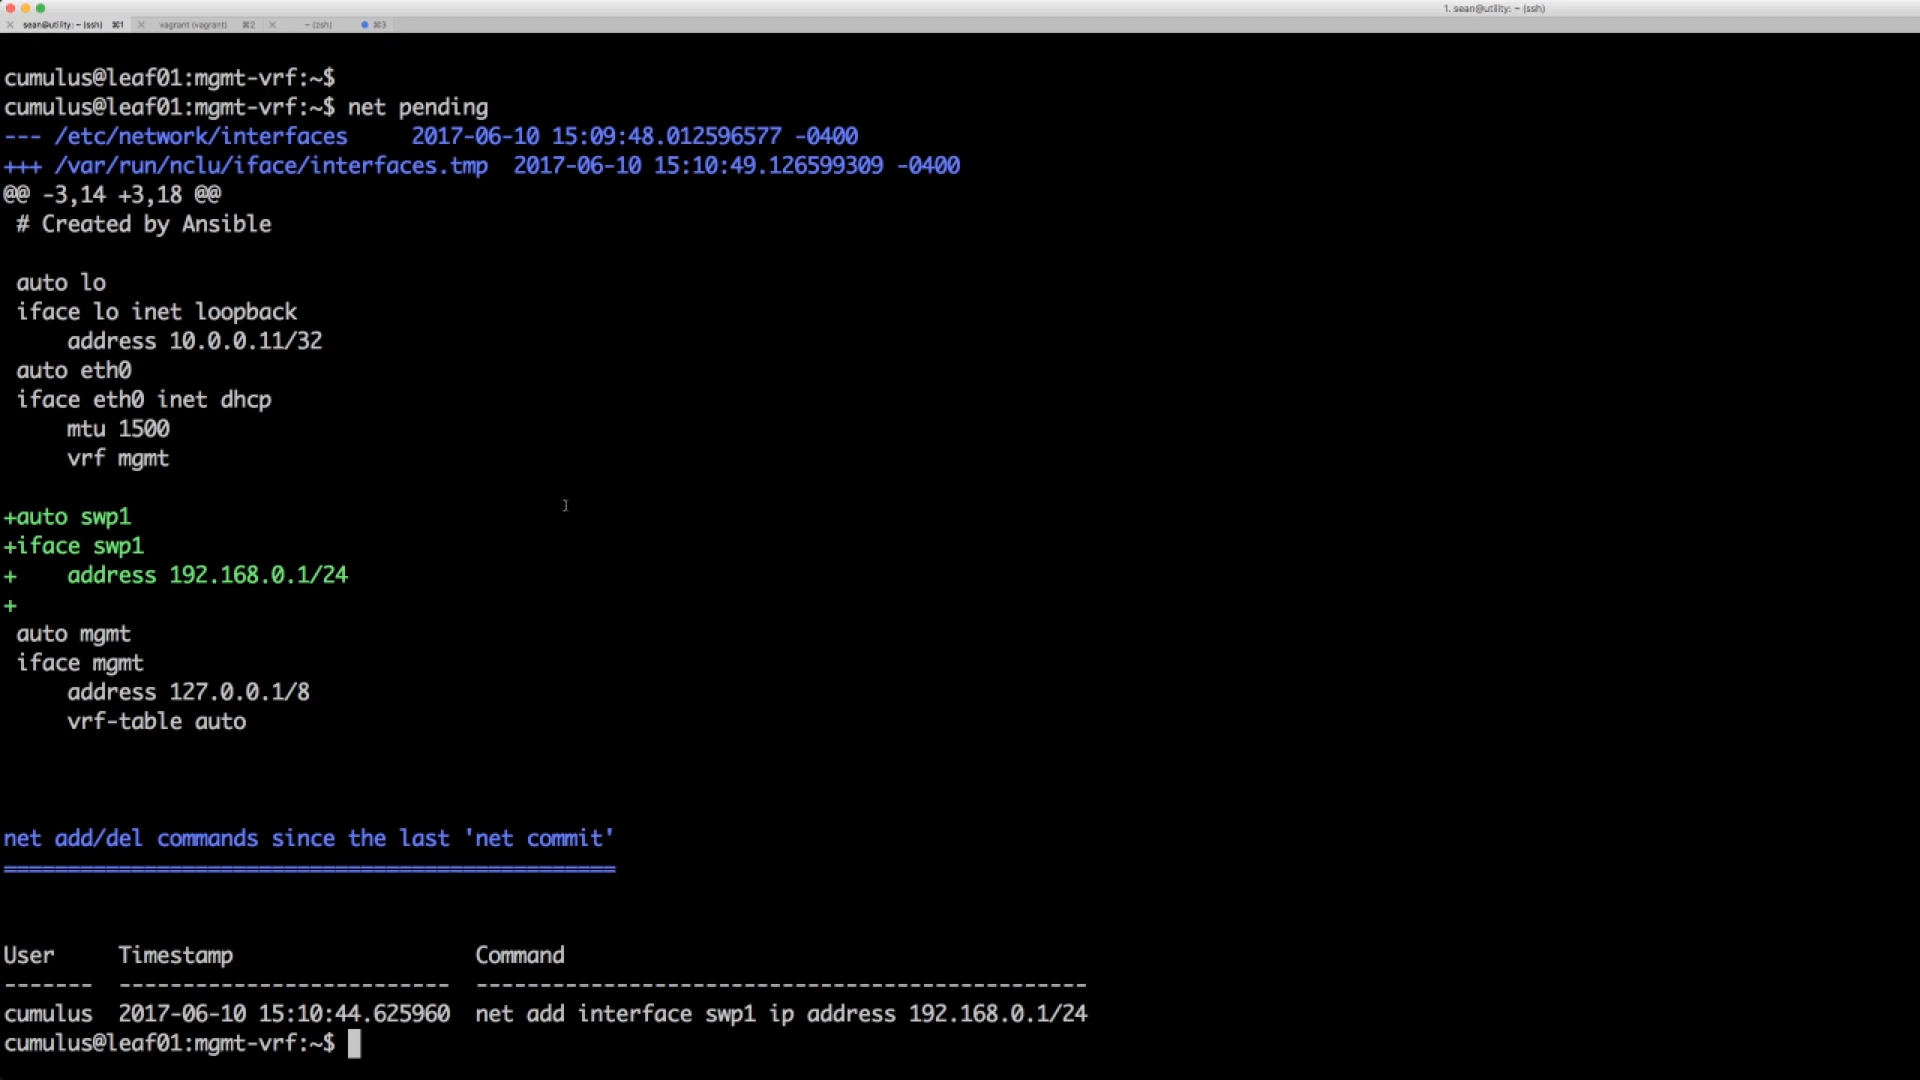 1. sean@utility: ~ (ssh)
sean@utility: ~ (ssh) ⌘1 vagrant (vagrant) ⌘2 ~ (zsh) ⌘3
cumulus@leaf01:mgmt-vrf:~$
cumulus@leaf01:mgmt-vrf:~$ net pending
--- /etc/network/interfaces     2017-06-10 15:09:48.012596577 -0400
+++ /var/run/nclu/iface/interfaces.tmp  2017-06-10 15:10:49.126599309 -0400
@@ -3,14 +3,18 @@
 # Created by Ansible
 auto lo
 iface lo inet loopback
     address 10.0.0.11/32
 auto eth0
 iface eth0 inet dhcp
     mtu 1500
     vrf mgmt
+auto swp1
+iface swp1
+    address 192.168.0.1/24
+
 auto mgmt
 iface mgmt
     address 127.0.0.1/8
     vrf-table auto
net add/del commands since the last 'net commit'
================================================
User     Timestamp                   Command
-------  --------------------------  ------------------------------------------------
cumulus  2017-06-10 15:10:44.625960  net add interface swp1 ip address 192.168.0.1/24
cumulus@leaf01:mgmt-vrf:~$